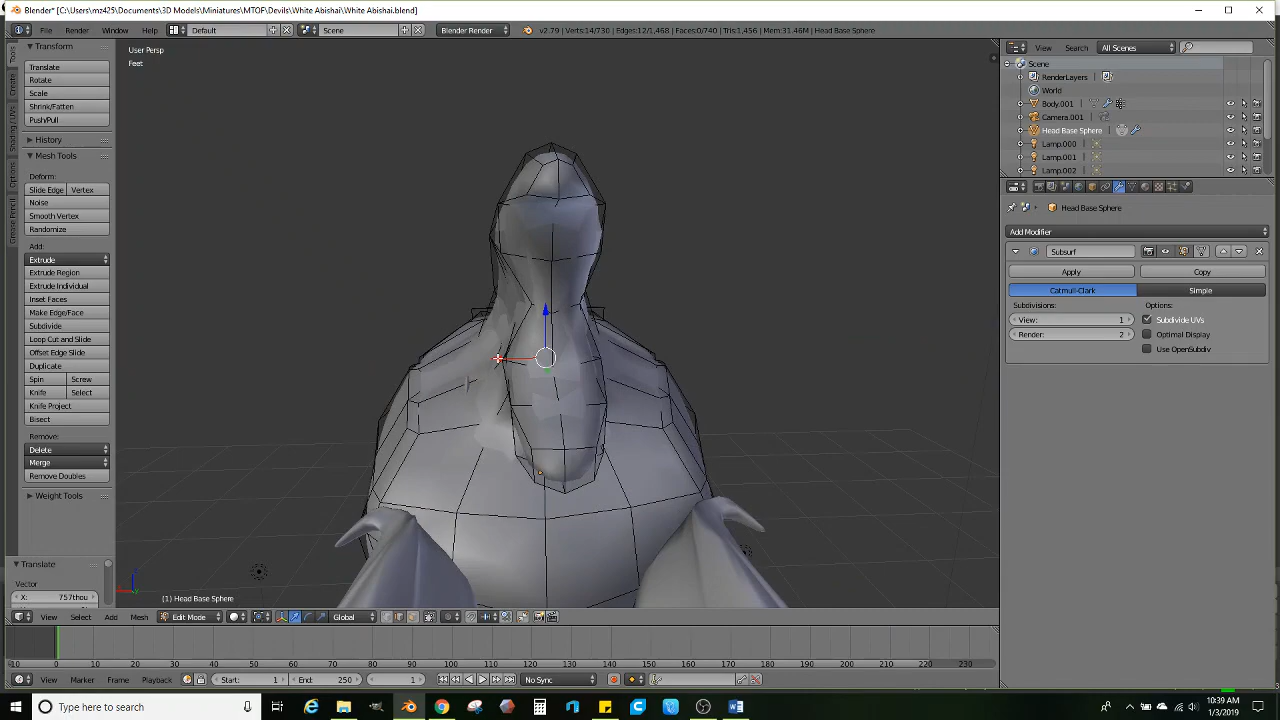 Blender* [C:\Users\mz425\Documents\3D Models\Miniatures\MTOF\Devils\White Abishai\White Abishai.blend]
File Render Window Help Default Scene Blender Render v2.79 | Verts:14/730 | Edges:12/1,468 | Faces:0/740 | Tris:1,456 | Mem:31.46M | Head Base Sphere
Tools
Create
Shading / UVs
Options
Grease Pencil
Transform
Translate
Rotate
Scale
Shrink/Fatten
Push/Pull
History
Mesh Tools
Deform:
Slide Edge Vertex
Noise
Smooth Vertex
Randomize
Add:
Extrude
Extrude Region
Extrude Individual
Inset Faces
Make Edge/Face
Subdivide
Loop Cut and Slide
Offset Edge Slide
Duplicate
Spin Screw
Knife Select
Knife Project
Bisect
Remove:
Delete
Merge
Remove Doubles
Weight Tools
Translate
Vector
X: 757thou
User Persp
Feet
(1) Head Base Sphere
View Search All Scenes
Scene
RenderLayers
World
Body.001
Camera.001
Head Base Sphere
Lamp.000
Lamp.001
Lamp.002
Head Base Sphere
Add Modifier
Subsurf
Apply Copy
Catmull-Clark Simple
Subdivisions: Options:
View: 1 Subdivide UVs
Render: 2 Optimal Display
Use OpenSubdiv
View Select Add Mesh Edit Mode Global
-10 0 10 20 30 40 50 60 70 80 90 100 110 120 130 140 150 160 170 180 190 200 210 220 230
View Marker Frame Playback Start: 1 End: 250 1 No Sync
Type here to search
10:39 AM
1/3/2019